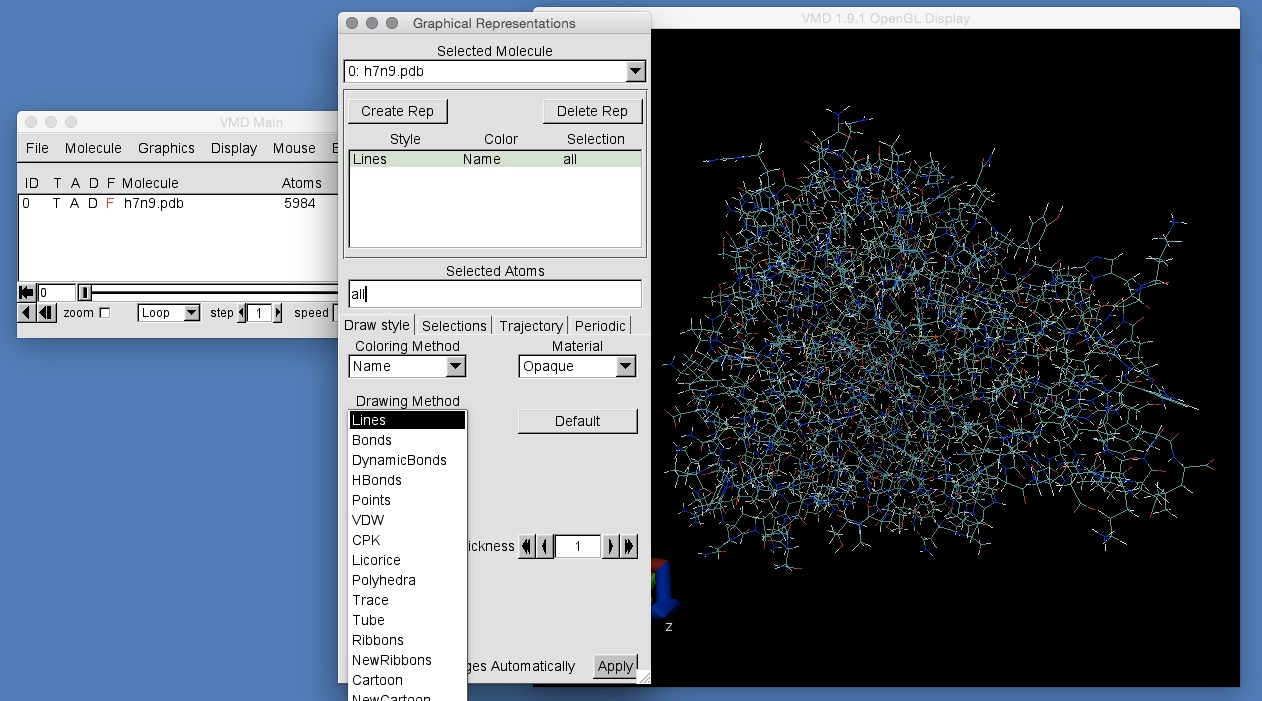 VMD 1.9.1 OpenGL Display
Graphical Representations
Selected Molecule
0: h7n9.pdb
Create Rep Delete Rep
Style Color Selection
Lines Name all
Selected Atoms
all
Draw style Selections Trajectory Periodic
Coloring Method Material
Name Opaque
Drawing Method
Default
Lines
Bonds
DynamicBonds
HBonds
Points
VDW
CPK
Licorice
Polyhedra
Trace
Tube
Ribbons
NewRibbons
Cartoon
NewCartoon
ickness 1
ges Automatically Apply
VMD Main
File Molecule Graphics Display Mouse E
ID T A D F Molecule Atoms
0 T A D F h7n9.pdb 5984
0
zoom Loop step 1 speed
Z